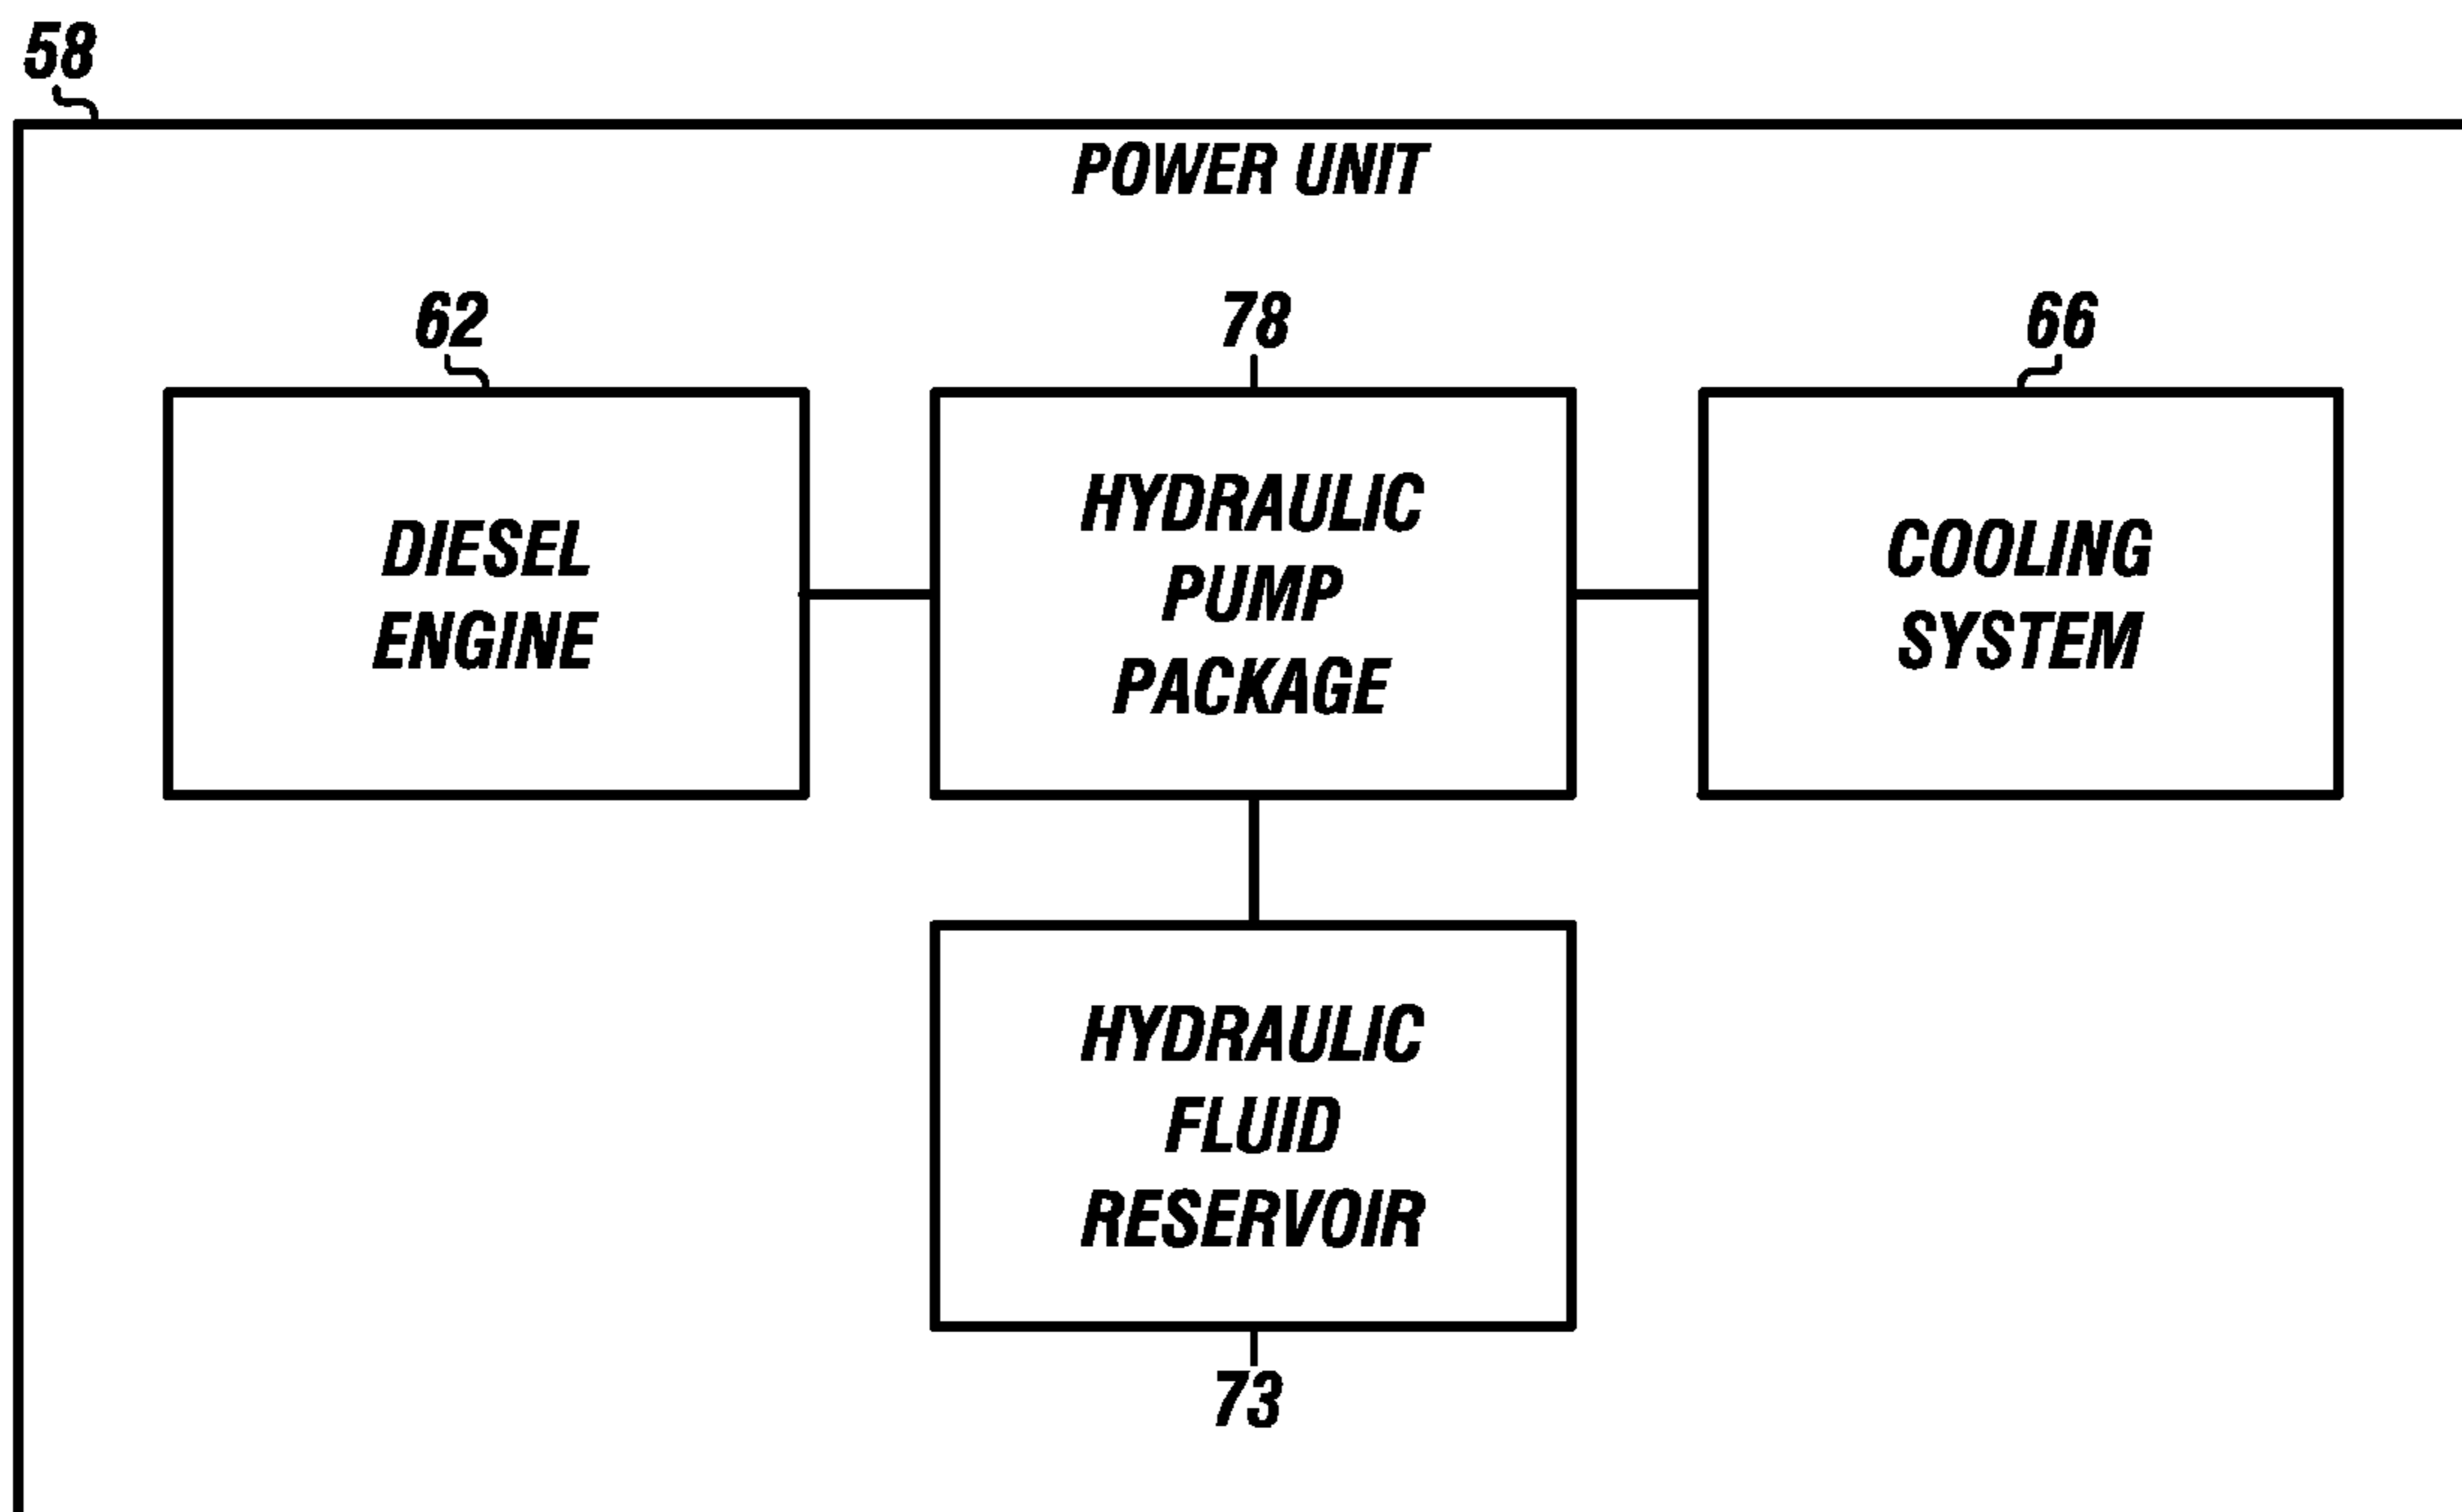 58
POWER UNIT
62
78
66
DIESEL
ENGINE
HYDRAULIC
PUMP
PACKAGE
COOLING
SYSTEM
HYDRAULIC
FLUID
RESERVOIR
73